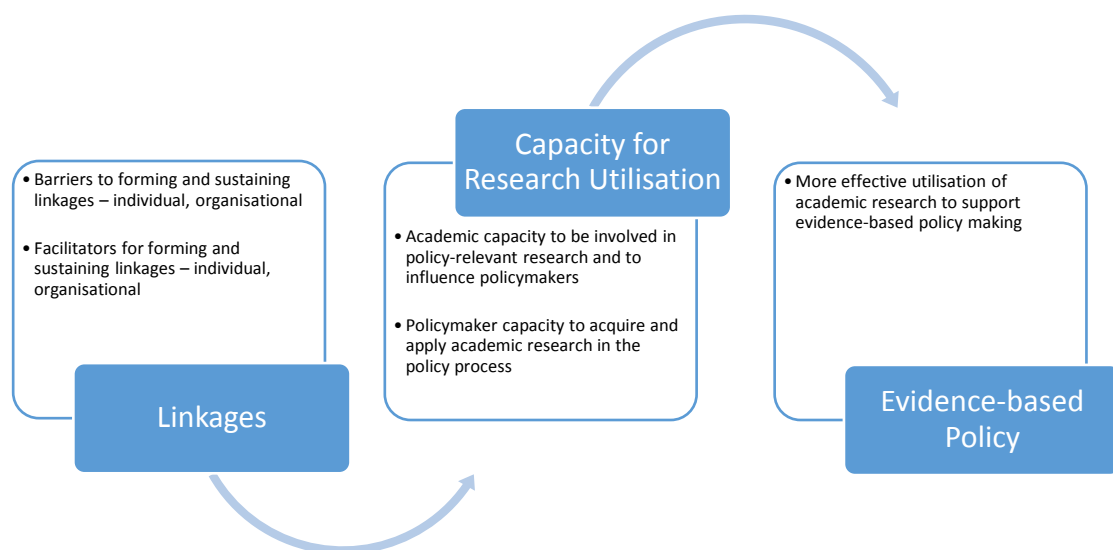 • Barriers to forming and sustaining
linkages – individual, organisational
• Facilitators for forming and
sustaining linkages – individual,
organisational
Linkages
Capacity for
Research Utilisation
• Academic capacity to be involved in
policy-relevant research and to
influence policymakers
• Policymaker capacity to acquire and
apply academic research in the
policy process
• More effective utilisation of
academic research to support
evidence-based policy making
Evidence-based
Policy